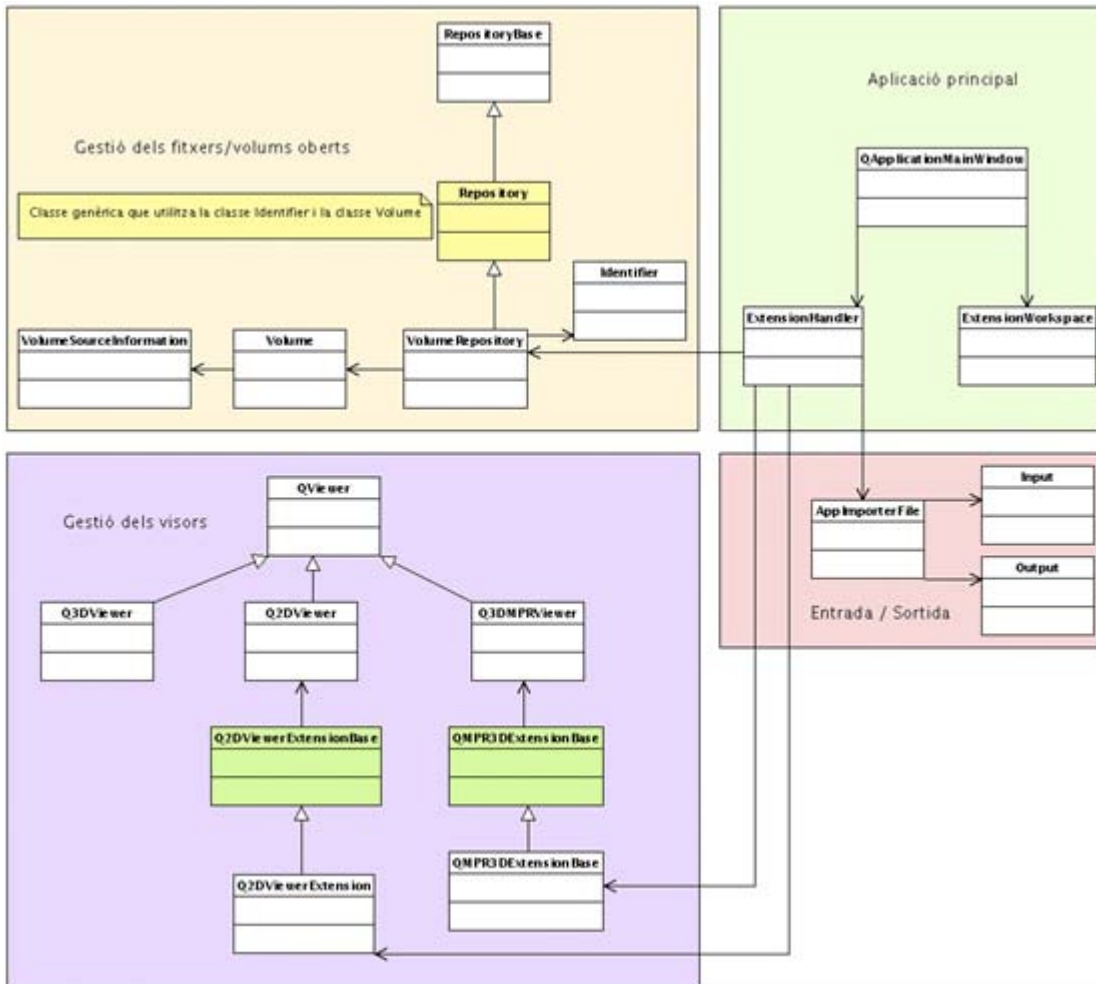 RepositoryBase
Gestió dels fitxers/volums oberts
Classe genèrica que utilitza la classe Identifier i la classe Volume
Repository
Identifier
VolumeSourceInformation
Volume
VolumeRepository
Aplicació principal
QApplicationMainWindow
ExtensionHandler
ExtensionWorkspace
QViewer
Gestió dels visors
Q3DViewer
Q2DViewer
Q3DMPRViewer
Q2DViewerExtensionBase
QMPR3DExtensionBase
Q2DViewerExtension
QMPR3DExtensionBase
Input
AppImporterFile
Output
Entrada / Sortida